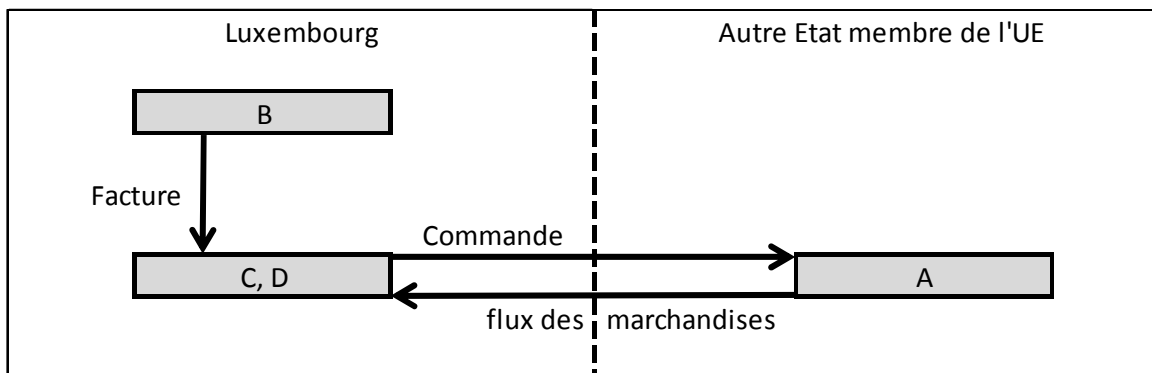 Luxembourg
Autre Etat membre de l'UE
B
Facture
Commande
C, D
A
flux des marchandises